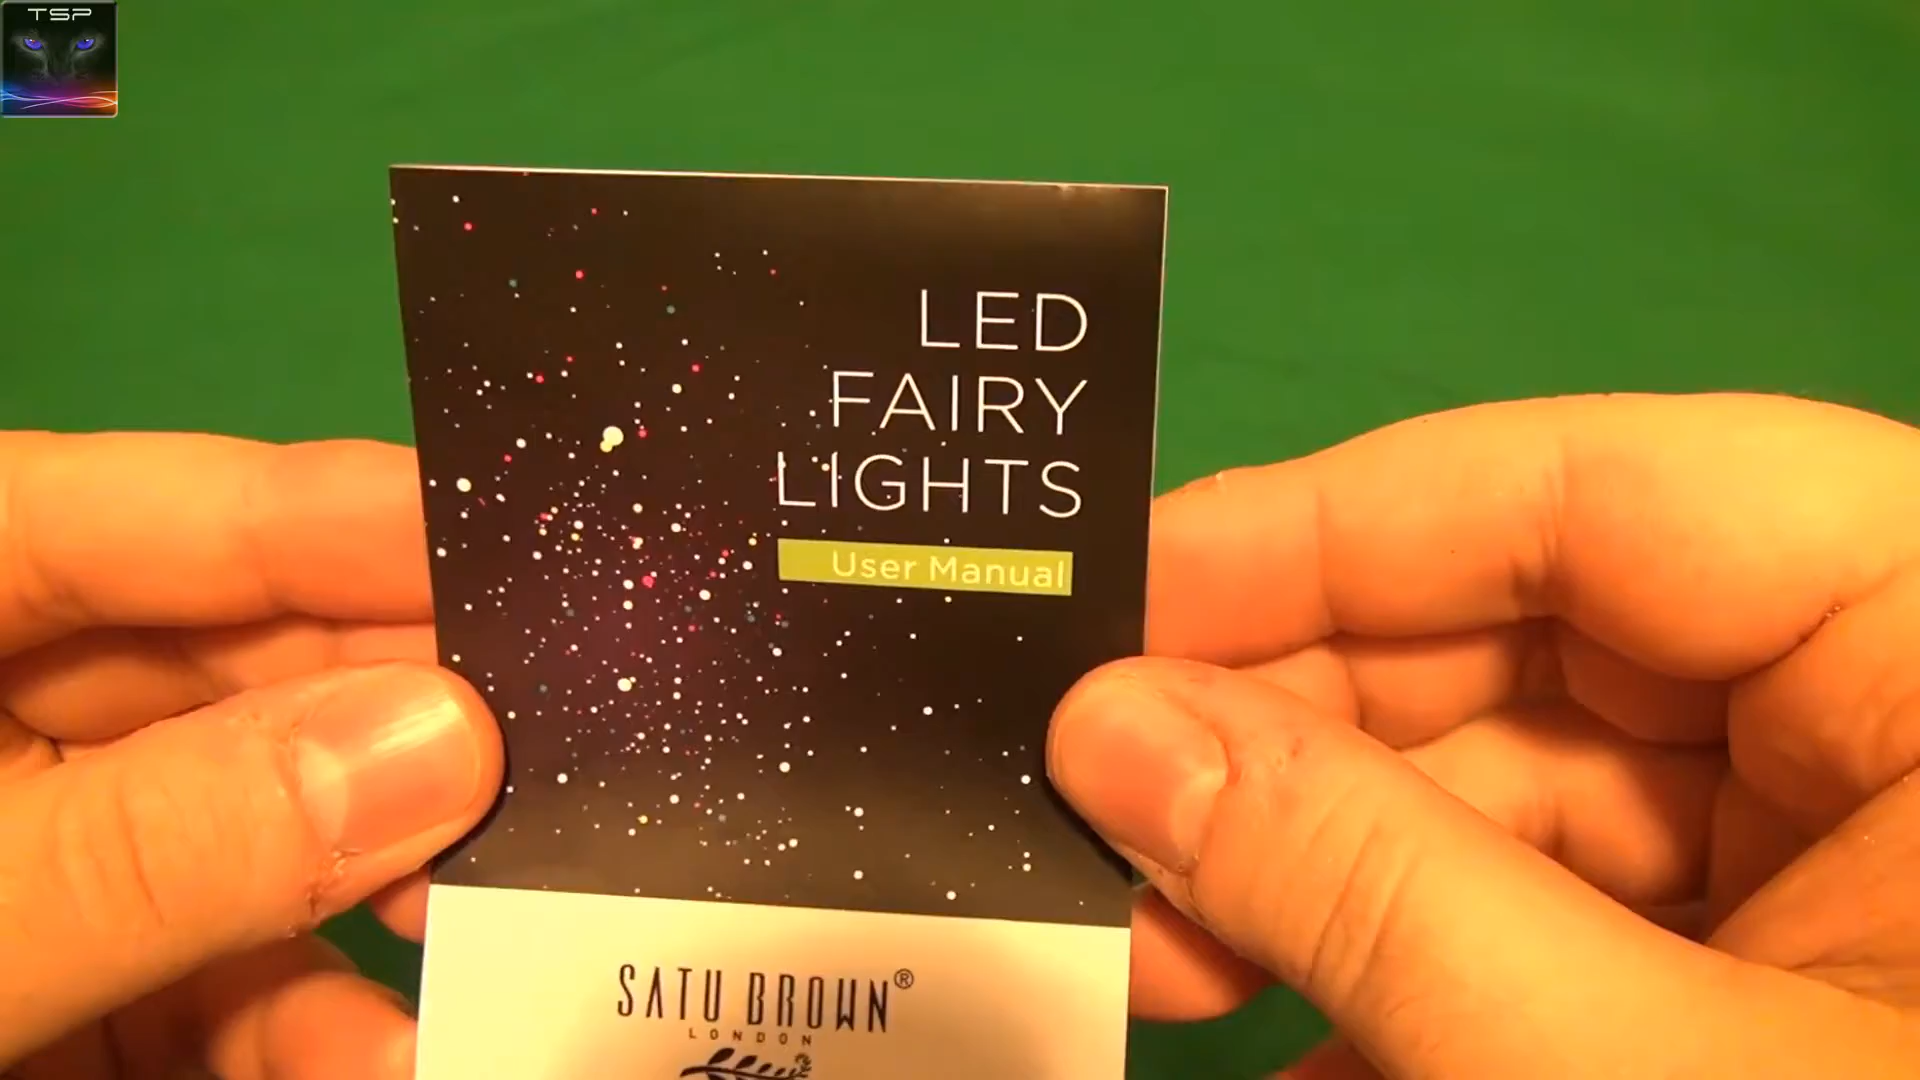 TSP
LED
FAIRY
LIGHTS
User Manual
SATU BROWN®
LONDON